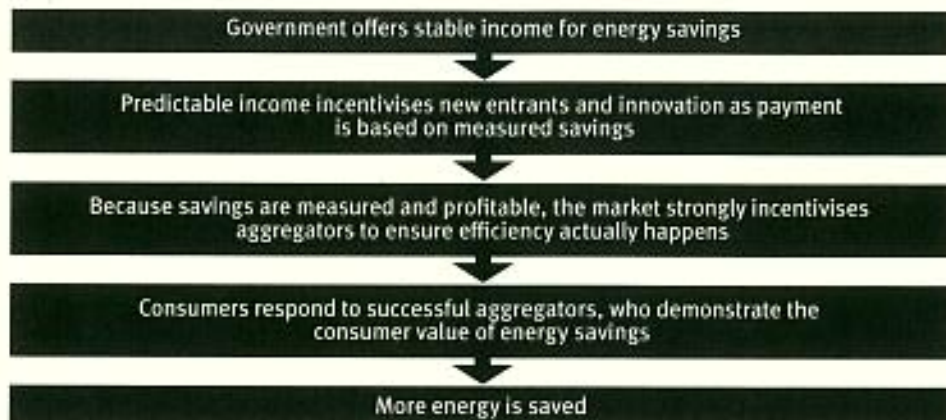 Government offers stable income for energy savings
Predictable income incentivises new entrants and innovation as payment
is based on measured savings
Because savings are measured and profitable, the market strongly incentivises
aggregators to ensure efficiency actually happens
Consumers respond to successful aggregators, who demonstrate the
consumer value of energy savings
More energy is saved